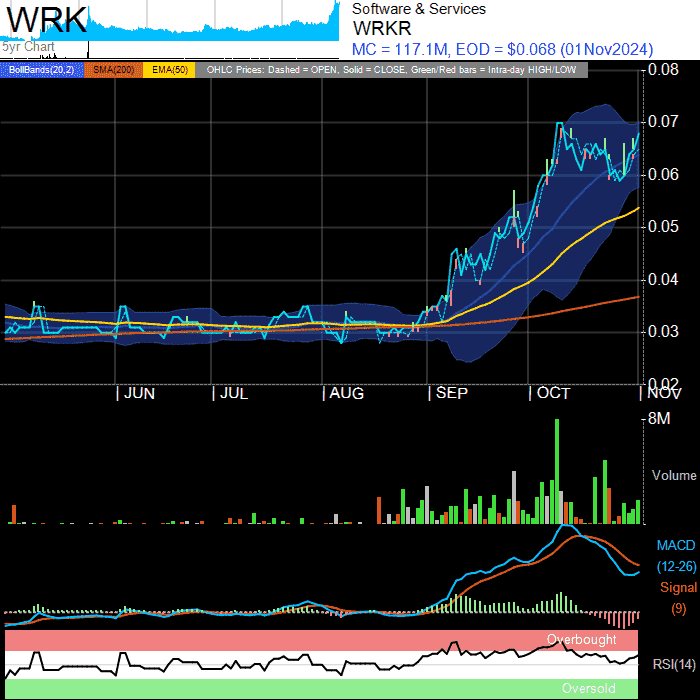 WRK
5yr Chart
Software & Services
WRKR
MC = 117.1M, EOD = $0.068 (01Nov2024)
BollBands(20,2) SMA(200) EMA(50) OHLC Prices: Dashed = OPEN, Solid = CLOSE, Green/Red bars = Intra-day HIGH/LOW
0.08
0.07
0.06
0.05
0.04
0.03
0.02
JUN JUL AUG SEP OCT NOV
8M
Volume
MACD
(12-26)
Signal
(9)
Overbought
RSI(14)
Oversold